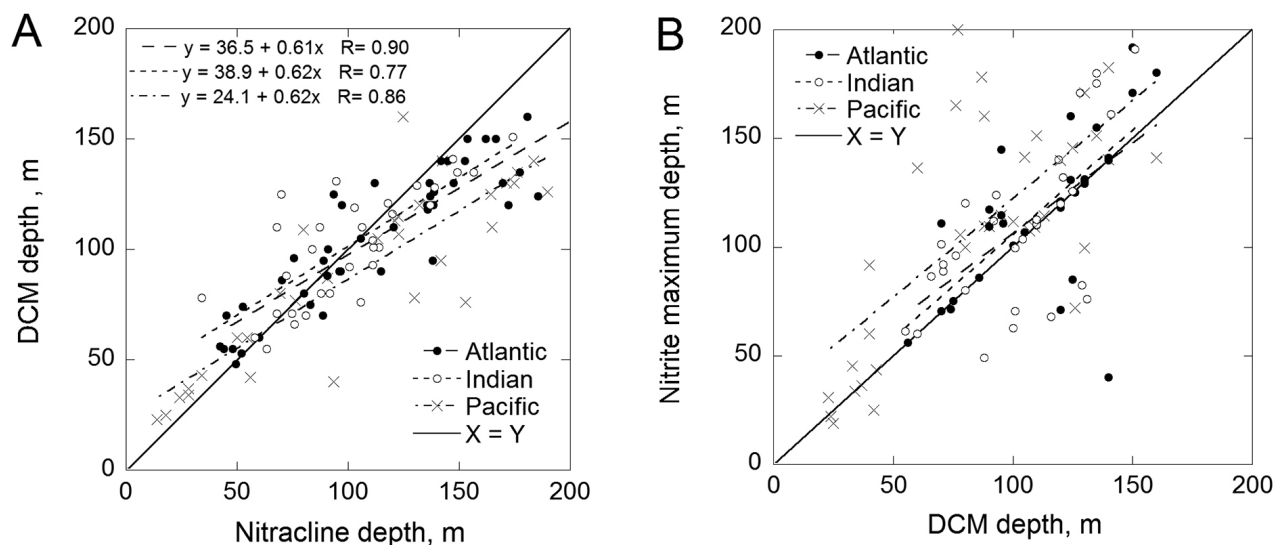 A
200
150
100
50
0
DCM depth , m
y = 36.5 + 0.61x R= 0.90
y = 38.9 + 0.62x R= 0.77
y = 24.1 + 0.62x R= 0.86
Atlantic
Indian
Pacific
X = Y
0 50 100 150 200
Nitracline depth, m
B
200
150
100
50
0
Nitrite maximum depth, m
Atlantic
Indian
Pacific
X = Y
0 50 100 150 200
DCM depth, m